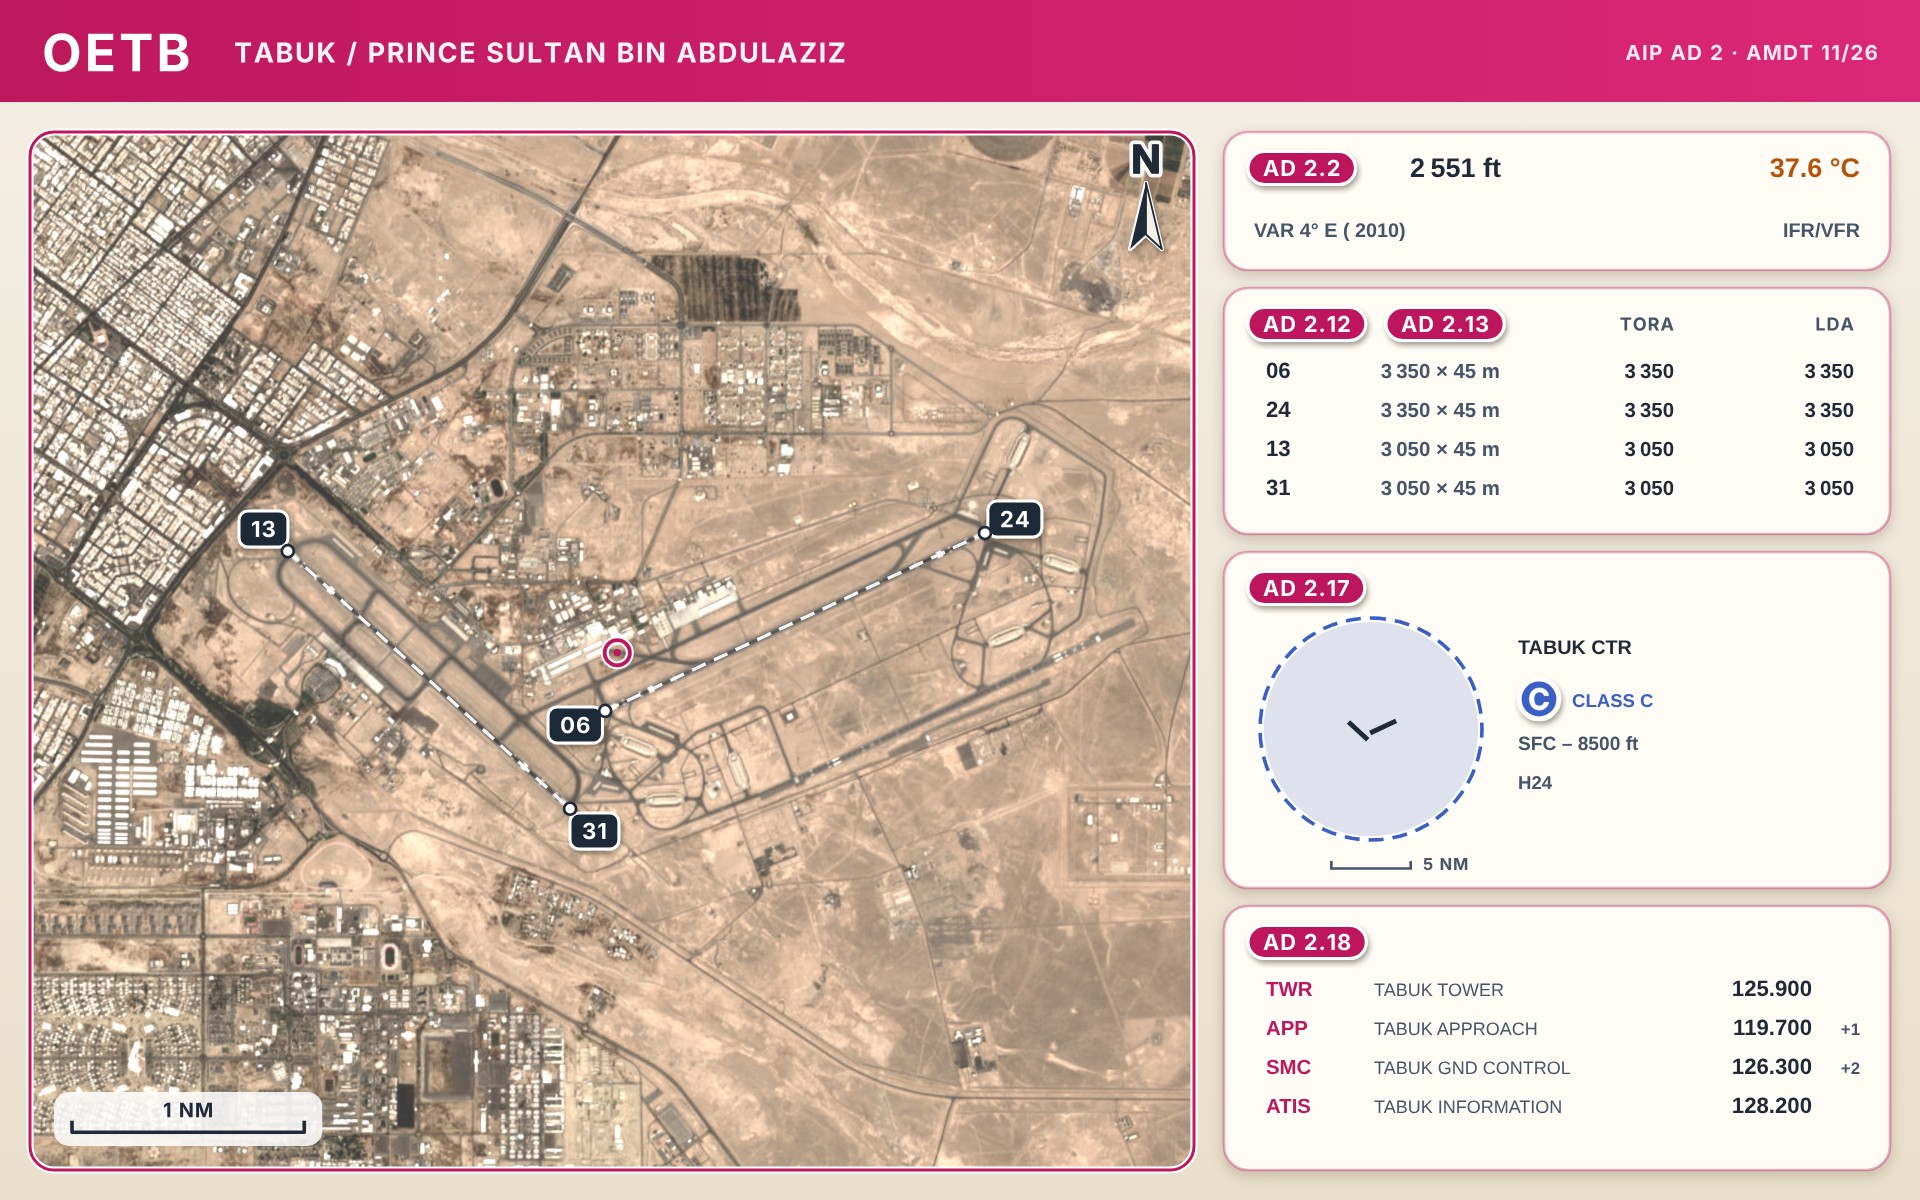 OETB TABUK / PRINCE SULTAN BIN ABDULAZIZ AIP AD 2 · AMDT 11/26
N
13
24
06
31
1 NM
AD 2.2 2 551 ft 37.6 °C
VAR 4° E ( 2010) IFR/VFR
AD 2.12 AD 2.13 TORA LDA
06 3 350 × 45 m 3 350 3 350
24 3 350 × 45 m 3 350 3 350
13 3 050 × 45 m 3 050 3 050
31 3 050 × 45 m 3 050 3 050
AD 2.17
TABUK CTR
C CLASS C
SFC – 8500 ft
H24
5 NM
AD 2.18
TWR TABUK TOWER 125.900
APP TABUK APPROACH 119.700 +1
SMC TABUK GND CONTROL 126.300 +2
ATIS TABUK INFORMATION 128.200